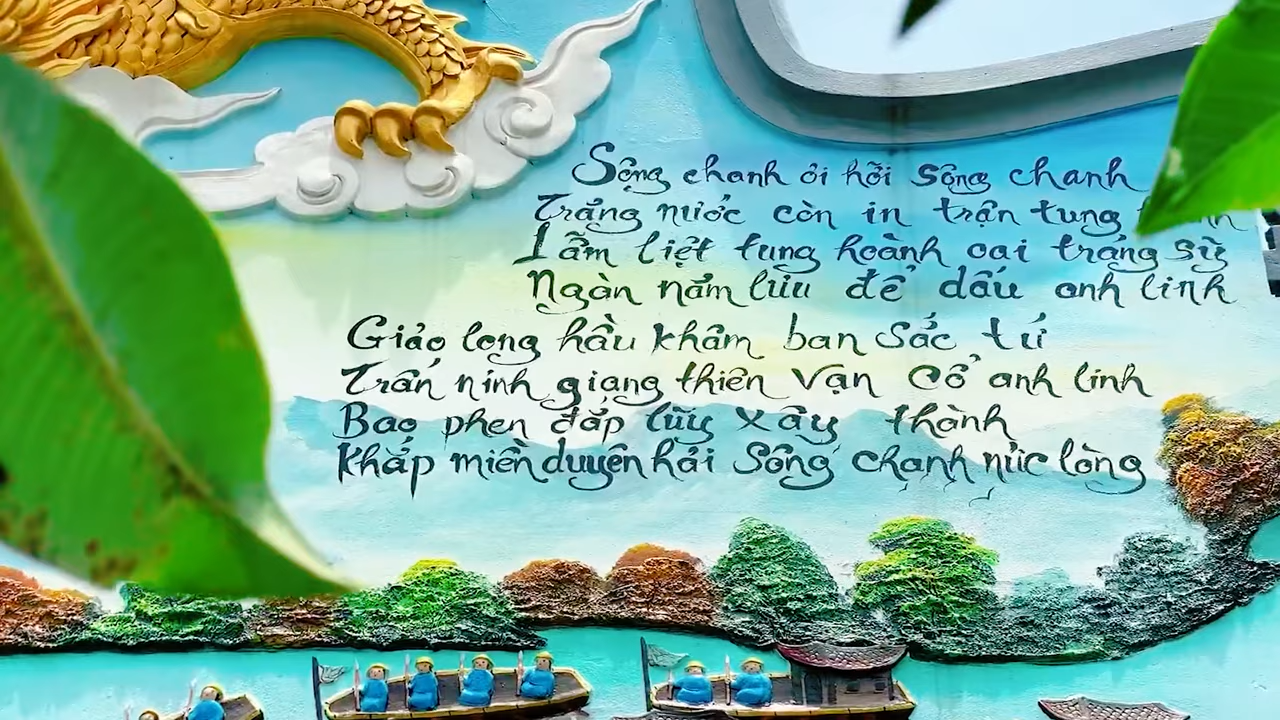 Sông chanh ỏi hỡi sông chanh
Trắng nước còn in trận tung
Lẫm liệt tung hoành oai tráng sỹ
Ngàn năm lưu để dấu anh linh
Giảo long hầu khâm ban sắc tứ
Trấn ninh giang thiên vạn cổ anh linh
Bao phen đắp lũy xây thành
Khắp miền duyên hải sông chanh nức lòng